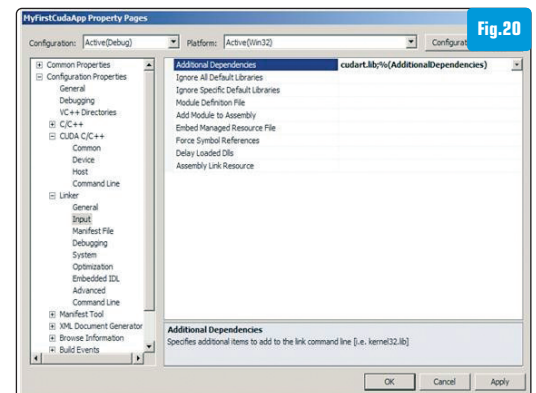 MyFirstCudaApp Property Pages
Fig.20
Configuration: Active(Debug) Platform: Active(Win32)
Common Properties
Configuration Properties
General
Debugging
VC++ Directories
C/C++
CUDA C/C++
Common
Device
Host
Command Line
Linker
General
Input
Manifest File
Debugging
System
Optimization
Embedded IDL
Advanced
Command Line
Manifest Tool
XML Document Generator
Browse Information
Build Events
Additional Dependencies cudart.lib;%(AdditionalDependencies)
Ignore All Default Libraries
Ignore Specific Default Libraries
Module Definition File
Add Module to Assembly
Embed Managed Resource File
Force Symbol References
Delay Loaded Dlls
Assembly Link Resource
Additional Dependencies
Specifies additional items to add to the link command line [i.e. kernel32.lib]
OK Cancel Apply